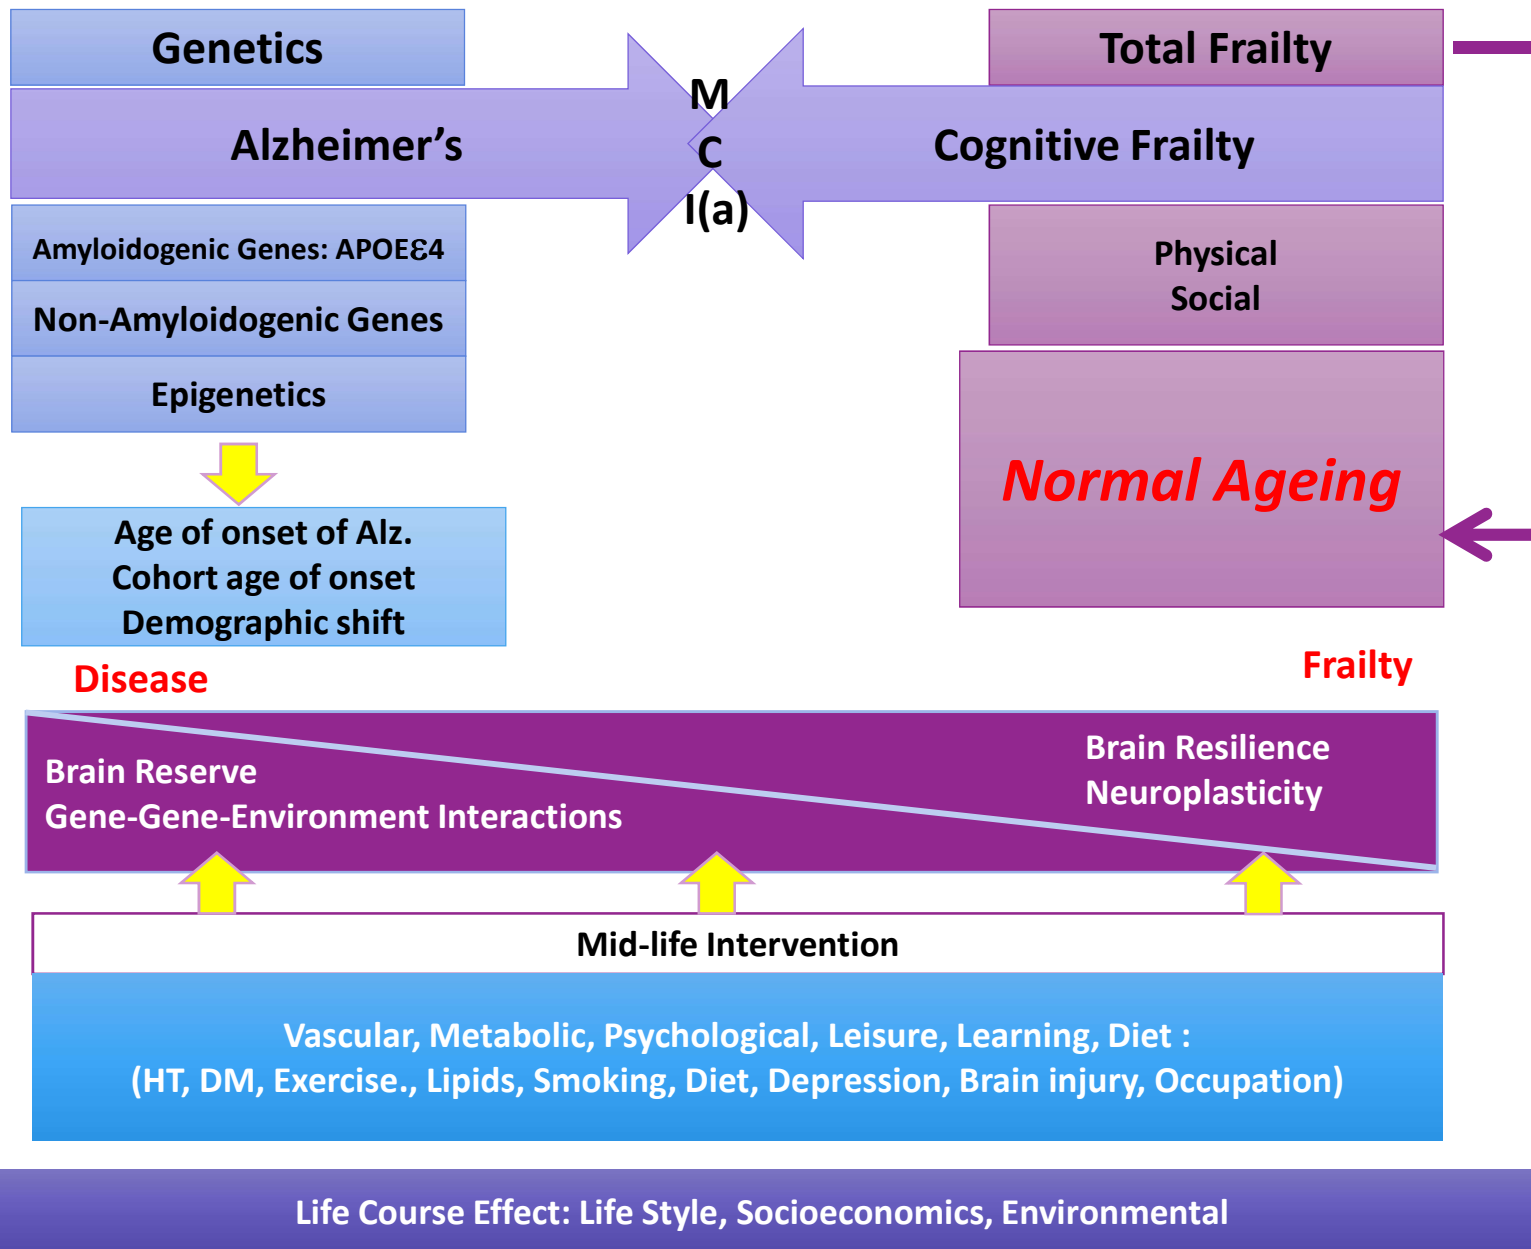 Genetics
Total Frailty
M
C
I(a)
Alzheimer’s
Cognitive Frailty
Amyloidogenic Genes: APOEƐ4
Non-Amyloidogenic Genes
Epigenetics
Physical
Social
Normal Ageing
Age of onset of Alz.
Cohort age of onset
Demographic shift
Disease
Frailty
Brain Reserve
Gene-Gene-Environment Interactions
Brain Resilience
Neuroplasticity
Mid-life Intervention
Vascular, Metabolic, Psychological, Leisure, Learning, Diet :
(HT, DM, Exercise., Lipids, Smoking, Diet, Depression, Brain injury, Occupation)
Life Course Effect: Life Style, Socioeconomics, Environmental